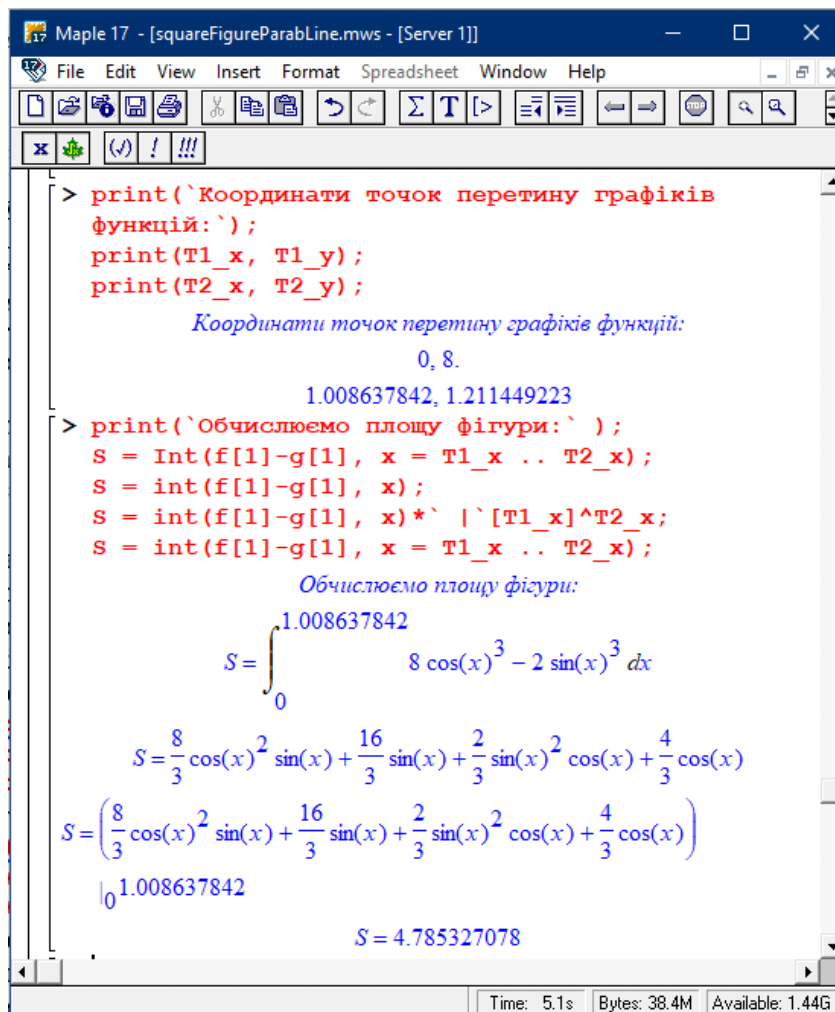 Maple 17 - [squareFigureParabLine.mws - [Server 1]]
File Edit View Insert Format Spreadsheet Window Help
> print(`Координати точок перетину графіків
функцій:`);
print(T1_x, T1_y);
print(T2_x, T2_y);
Координати точок перетину графіків функцій:
0, 8.
1.008637842, 1.211449223
> print(`Обчислюємо площу фігури:` );
S = Int(f[1]-g[1], x = T1_x .. T2_x);
S = int(f[1]-g[1], x);
S = int(f[1]-g[1], x)*` |`[T1_x]^T2_x;
S = int(f[1]-g[1], x = T1_x .. T2_x);
Обчислюємо площу фігури:
S = ∫₀^1.008637842 8 cos(x)^3 − 2 sin(x)^3 dx
S = 8/3 cos(x)^2 sin(x) + 16/3 sin(x) + 2/3 sin(x)^2 cos(x) + 4/3 cos(x)
S = (8/3 cos(x)^2 sin(x) + 16/3 sin(x) + 2/3 sin(x)^2 cos(x) + 4/3 cos(x))
|₀^1.008637842
S = 4.785327078
Time: 5.1s Bytes: 38.4M Available: 1.44G